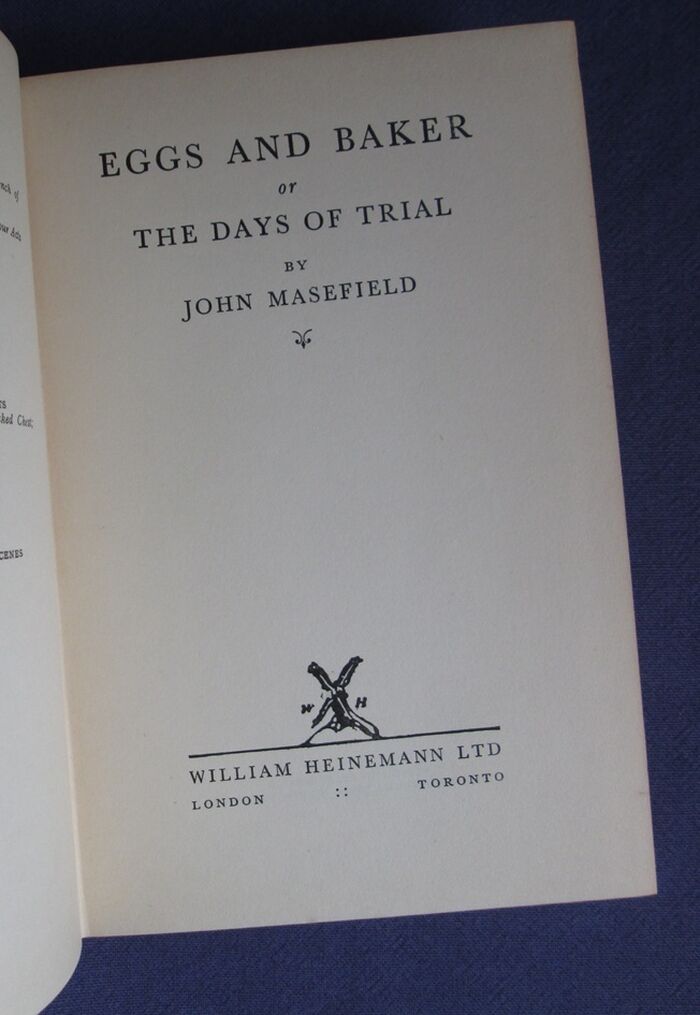 EGGS AND BAKER
or
THE DAYS OF TRIAL
BY
JOHN MASEFIELD
W H
WILLIAM HEINEMANN LTD
LONDON :: TORONTO